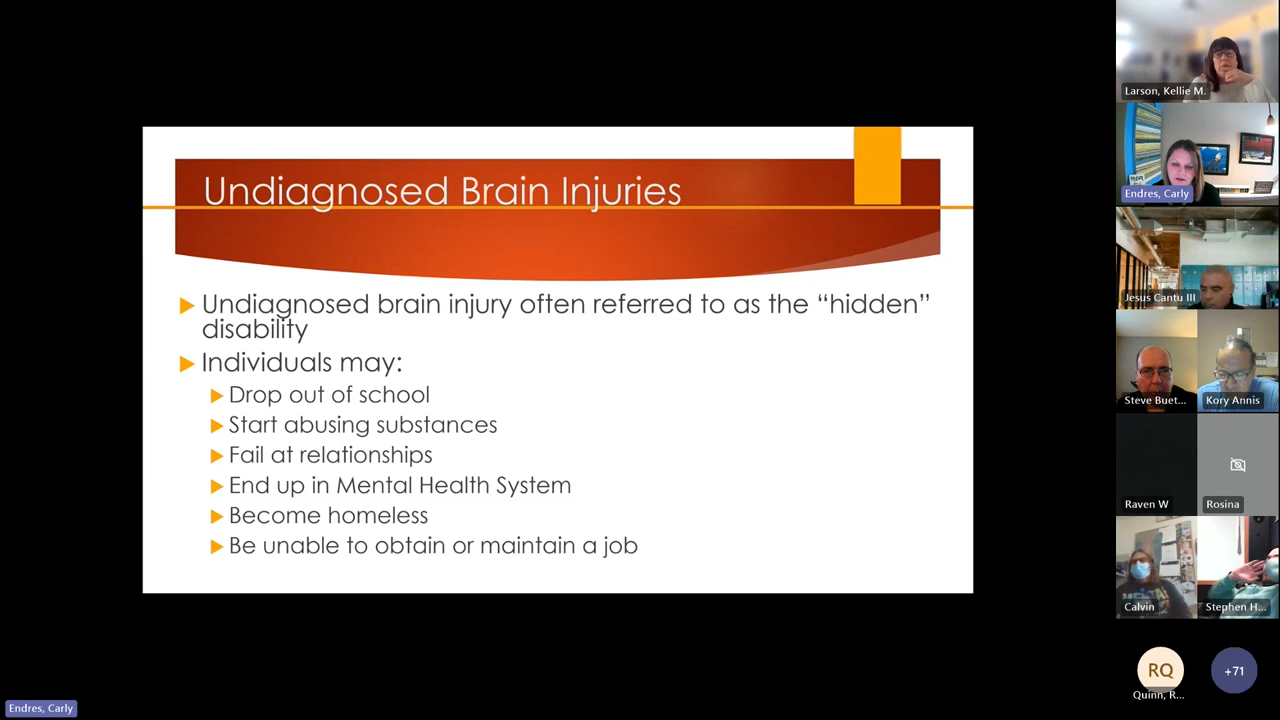 Undiagnosed Brain Injuries
Undiagnosed brain injury often referred to as the “hidden”
disability
Individuals may:
Drop out of school
Start abusing substances
Fail at relationships
End up in Mental Health System
Become homeless
Be unable to obtain or maintain a job
Larson, Kellie M.
Endres, Carly
Jesus Cantu III
Steve Buet...
Kory Annis
Raven W
Rosina
Calvin
Stephen H...
RQ
Quinn, R...
+71
Endres, Carly